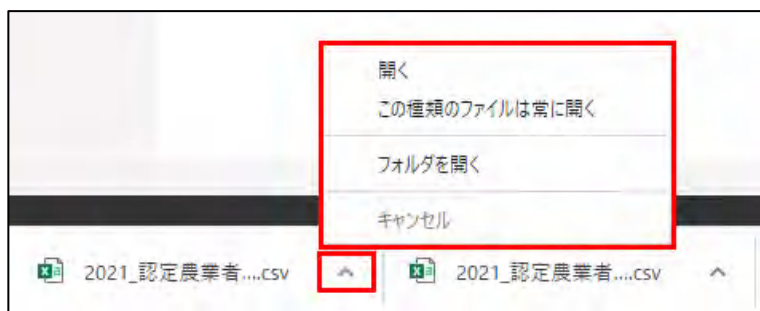 開く
この種類のファイルは常に開く
フォルダを開く
キャンセル
2021_認定農業者....csv
2021_認定農業者....csv